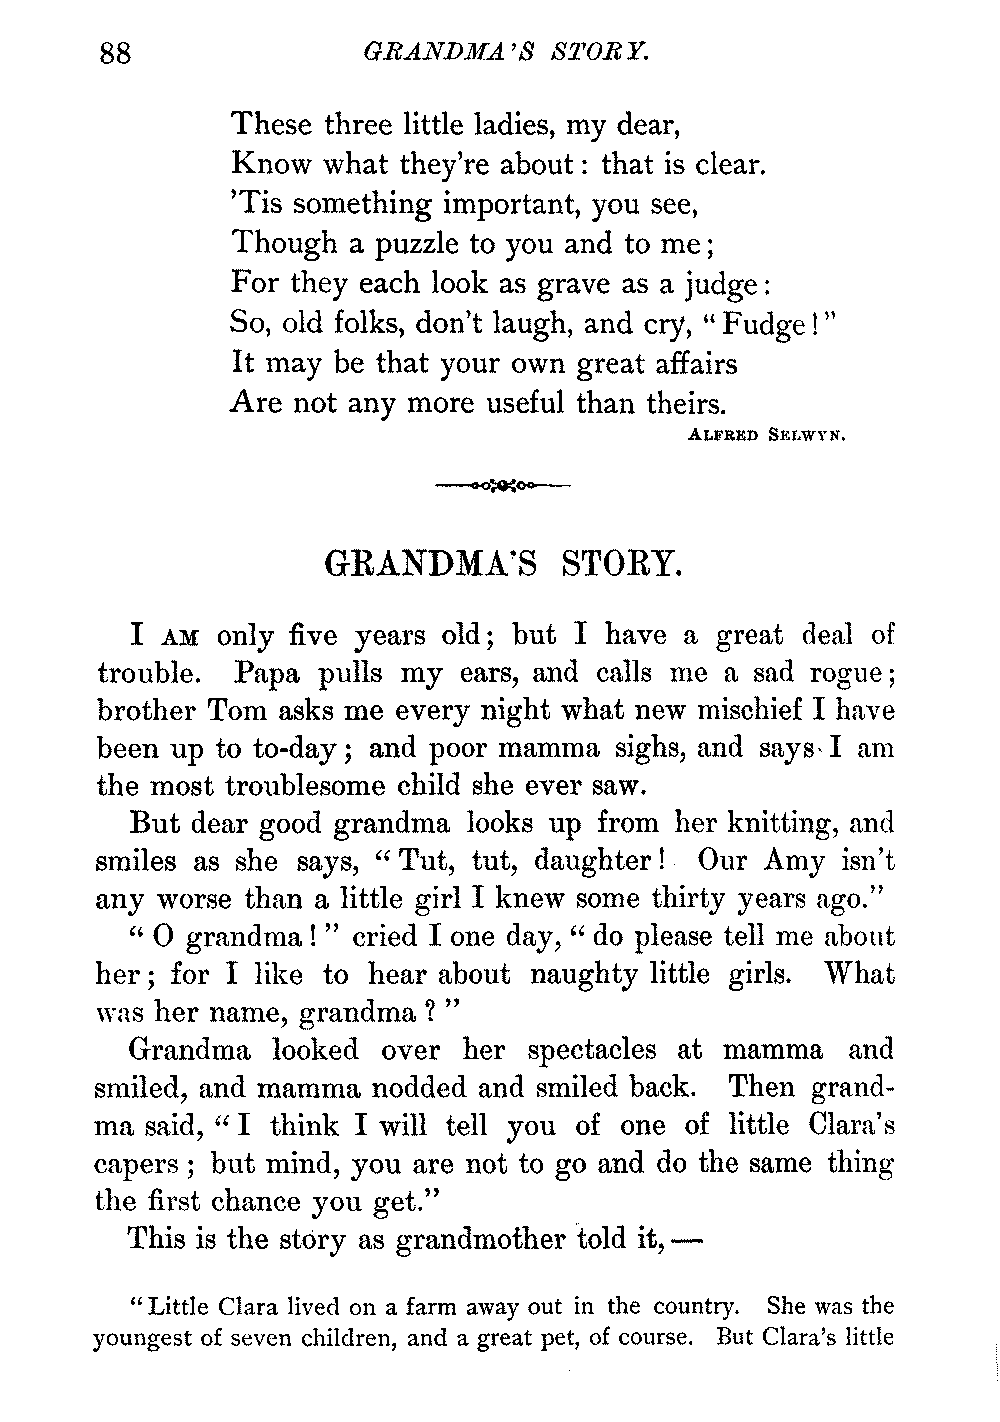 88 GRANDMA'S STORY.
These three little ladies, my dear,
Know what they're about: that is clear.
'Tis something important, you see,
Though a puzzle to you and to me;
For they each look as grave as a judge:
So, old folks, don't laugh, and cry, "Fudge!"
It may be that your own great affairs
Are not any more useful than theirs.
ALFRED SELWYN.
GRANDMA'S STORY.
I AM only five years old; but I have a great deal of
trouble. Papa pulls my ears, and calls me a sad rogue;
brother Tom asks me every night what new mischief I have
been up to to-day; and poor mamma sighs, and says I am
the most troublesome child she ever saw.
But dear good grandma looks up from her knitting, and
smiles as she says, "Tut, tut, daughter! Our Amy isn't
any worse than a little girl I knew some thirty years ago."
"O grandma!" cried I one day, "do please tell me about
her; for I like to hear about naughty little girls. What
was her name, grandma?"
Grandma looked over her spectacles at mamma and
smiled, and mamma nodded and smiled back. Then grand-
ma said, "I think I will tell you of one of little Clara's
capers; but mind, you are not to go and do the same thing
the first chance you get."
This is the story as grandmother told it,—
"Little Clara lived on a farm away out in the country. She was the
youngest of seven children, and a great pet, of course. But Clara's little